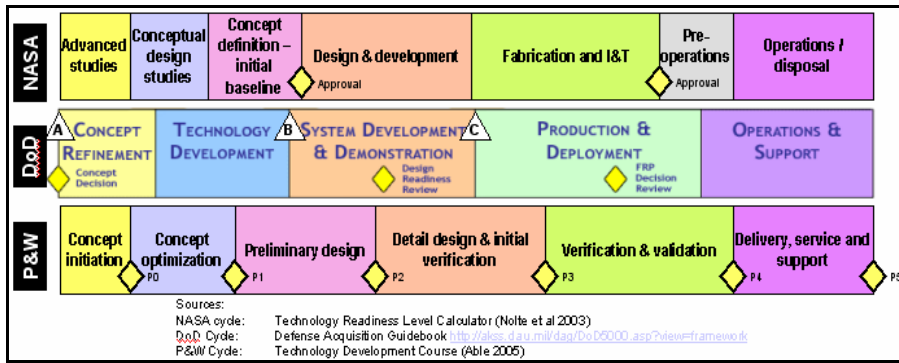 NASA
Advanced
studies
Conceptual
design
studies
Concept
definition –
initial
baseline
Design & development
Approval
Fabrication and I&T
Pre-
operations
Approval
Operations /
disposal
DoD
A
CONCEPT
REFINEMENT
Concept
Decision
TECHNOLOGY
DEVELOPMENT
B
SYSTEM DEVELOPMENT
& DEMONSTRATION
Design
Readiness
Review
C
PRODUCTION &
DEPLOYMENT
FRP
Decision
Review
OPERATIONS &
SUPPORT
P&W
Concept
initiation
P0
Concept
optimization
P1
Preliminary design
P2
Detail design & initial
verification
P3
Verification & validation
P4
Delivery, service and
support
P5
Sources:
NASA cycle: Technology Readiness Level Calculator (Nolte et al 2003)
DoD Cycle: Defense Acquisition Guidebook http://akss.dau.mil/dag/DoD5000.asp?view=framework
P&W Cycle: Technology Development Course (Able 2005)